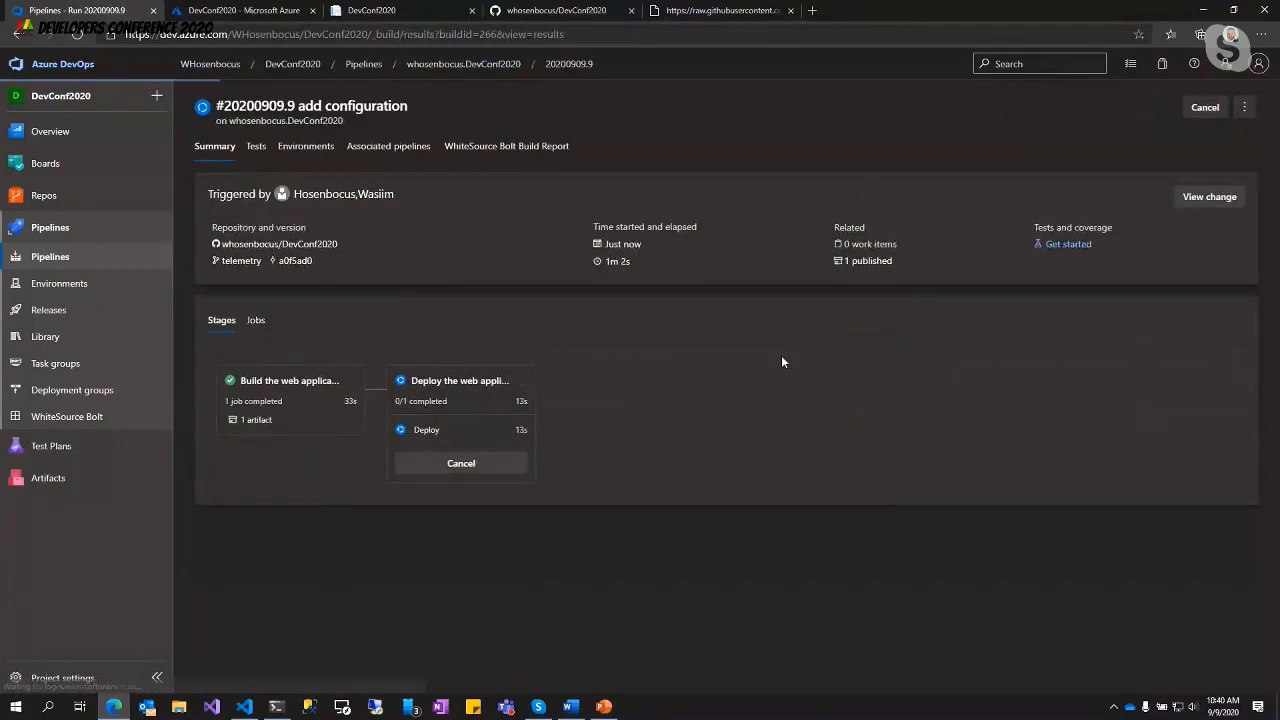 Pipelines - Run 20200909.9
DevConf2020 - Microsoft Azure
DevConf2020
whosenbocus/DevConf2020
https://raw.githubusercontent.c...
DEVELOPERS CONFERENCE 2020
https://dev.azure.com/WHosenbocus/DevConf2020/_build/results?buildId=266&view=results
Azure DevOps
WHosenbocus / DevConf2020 / Pipelines / whosenbocus.DevConf2020 / 20200909.9
Search
D DevConf2020
Overview
Boards
Repos
Pipelines
Pipelines
Environments
Releases
Library
Task groups
Deployment groups
WhiteSource Bolt
Test Plans
Artifacts
Project settings
#20200909.9 add configuration
on whosenbocus.DevConf2020
Cancel
Summary Tests Environments Associated pipelines WhiteSource Bolt Build Report
Triggered by Hosenbocus,Wasiim
View change
Repository and version
whosenbocus/DevConf2020
telemetry a0f5ad0
Time started and elapsed
Just now
1m 2s
Related
0 work items
1 published
Tests and coverage
Get started
Stages Jobs
Build the web applica...
1 job completed 33s
1 artifact
Deploy the web appli...
0/1 completed 13s
Deploy 13s
Cancel
10:40 AM
9/9/2020